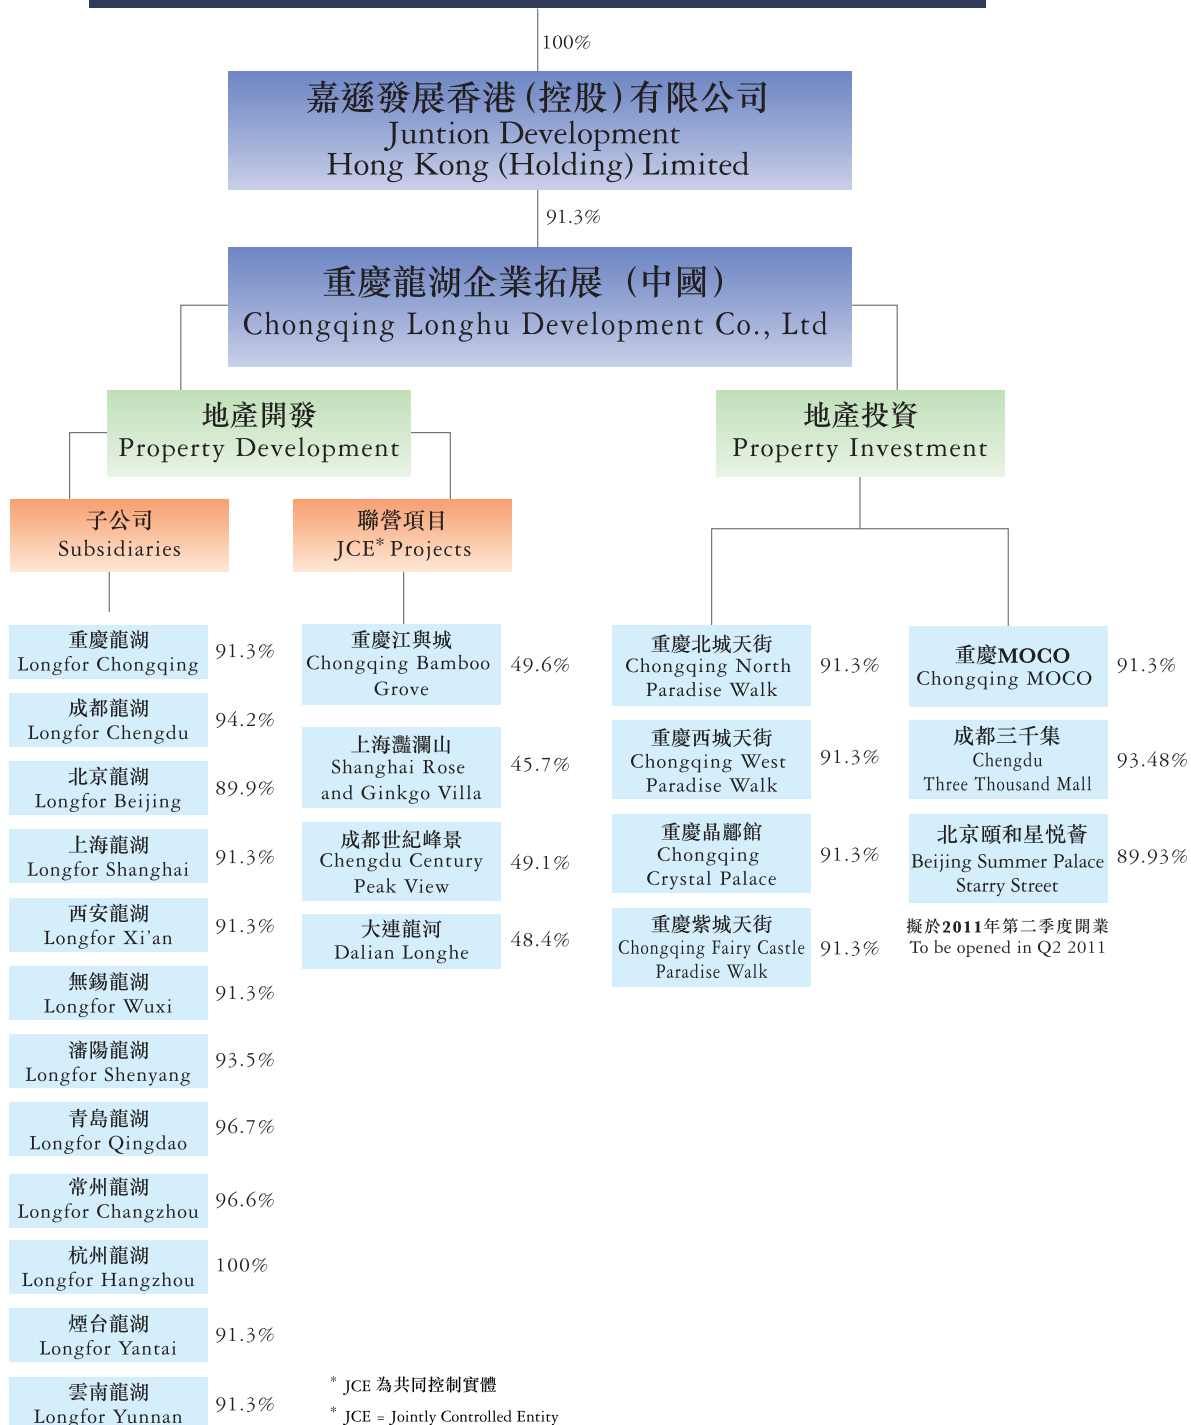 100%
嘉遜發展香港(控股)有限公司
Juntion Development
Hong Kong (Holding) Limited
91.3%
重慶龍湖企業拓展（中國）
Chongqing Longhu Development Co., Ltd
地產開發
Property Development
地產投資
Property Investment
子公司
Subsidiaries
聯營項目
JCE* Projects
重慶龍湖
Longfor Chongqing
91.3%
成都龍湖
Longfor Chengdu
94.2%
北京龍湖
Longfor Beijing
89.9%
上海龍湖
Longfor Shanghai
91.3%
西安龍湖
Longfor Xi’an
91.3%
無錫龍湖
Longfor Wuxi
91.3%
瀋陽龍湖
Longfor Shenyang
93.5%
青島龍湖
Longfor Qingdao
96.7%
常州龍湖
Longfor Changzhou
96.6%
杭州龍湖
Longfor Hangzhou
100%
煙台龍湖
Longfor Yantai
91.3%
雲南龍湖
Longfor Yunnan
91.3%
重慶江與城
Chongqing Bamboo
Grove
49.6%
上海灩瀾山
Shanghai Rose
and Ginkgo Villa
45.7%
成都世紀峰景
Chengdu Century
Peak View
49.1%
大連龍河
Dalian Longhe
48.4%
重慶北城天街
Chongqing North
Paradise Walk
91.3%
重慶西城天街
Chongqing West
Paradise Walk
91.3%
重慶晶酈館
Chongqing
Crystal Palace
91.3%
重慶紫城天街
Chongqing Fairy Castle
Paradise Walk
91.3%
重慶MOCO
Chongqing MOCO
91.3%
成都三千集
Chengdu
Three Thousand Mall
93.48%
北京頤和星悦薈
Beijing Summer Palace
Starry Street
89.93%
擬於2011年第二季度開業
To be opened in Q2 2011
* JCE 為共同控制實體
* JCE = Jointly Controlled Entity